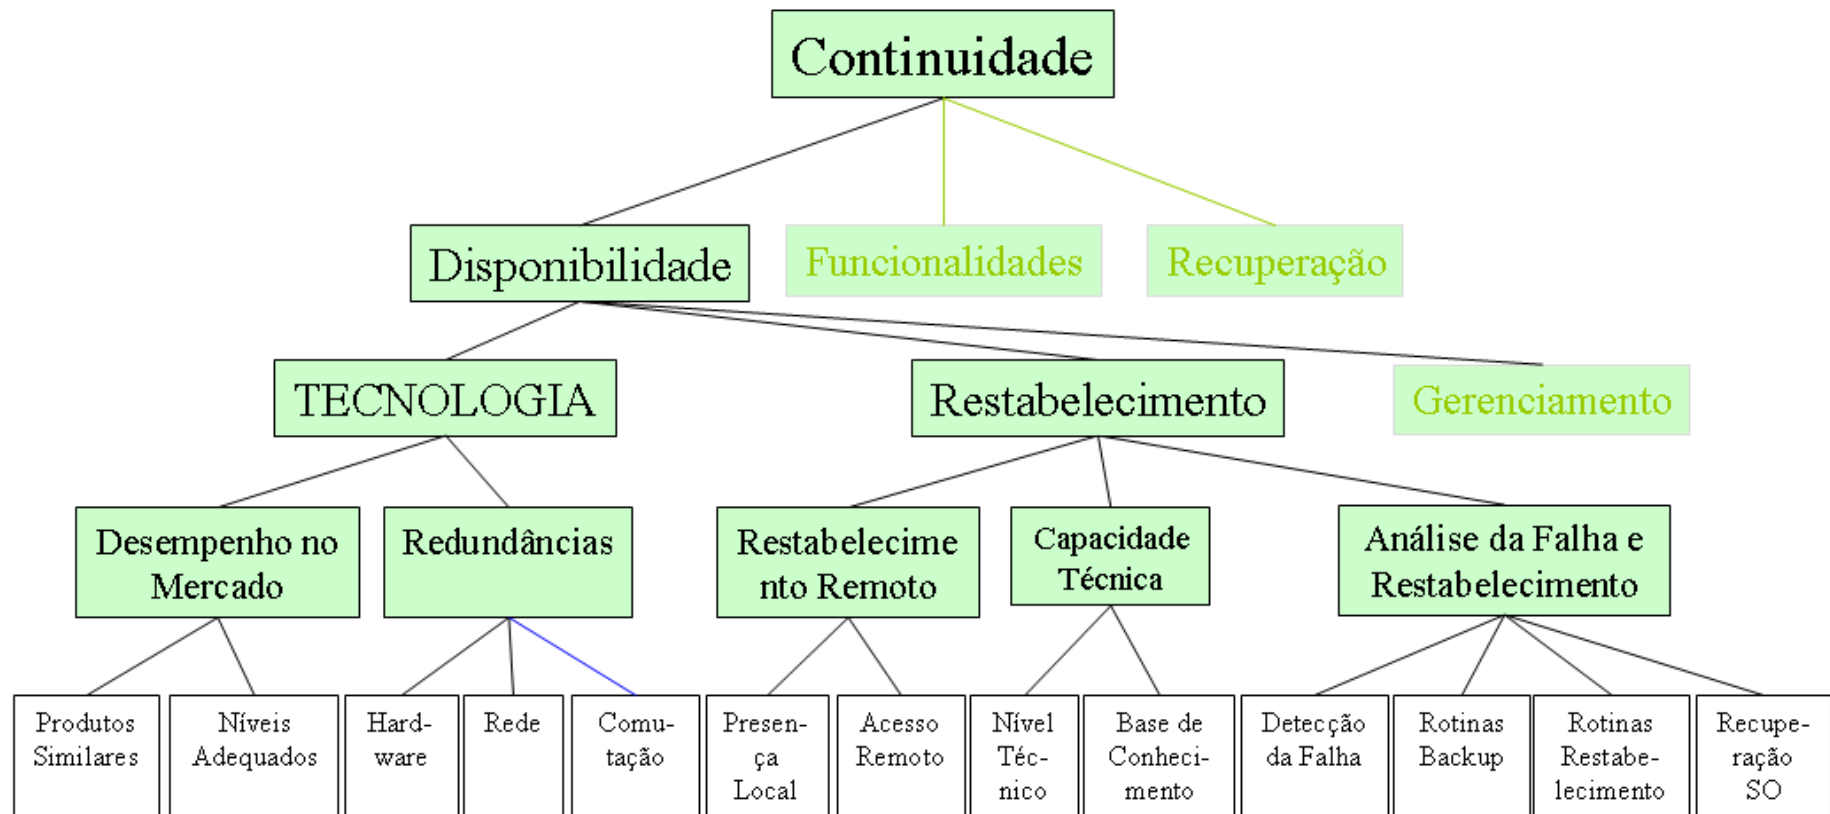 Continuidade
Disponibilidade
Funcionalidades
Recuperação
TECNOLOGIA
Restabelecimento
Gerenciamento
Desempenho no
Mercado
Redundâncias
Restabelecime
nto Remoto
Capacidade
Técnica
Análise da Falha e
Restabelecimento
Produtos
Similares
Níveis
Adequados
Hard-
ware
Rede
Comu-
tação
Presen-
ça
Local
Acesso
Remoto
Nível
Téc-
nico
Base de
Conheci-
mento
Detecção
da Falha
Rotinas
Backup
Rotinas
Restabe-
lecimento
Recupe-
ração
SO